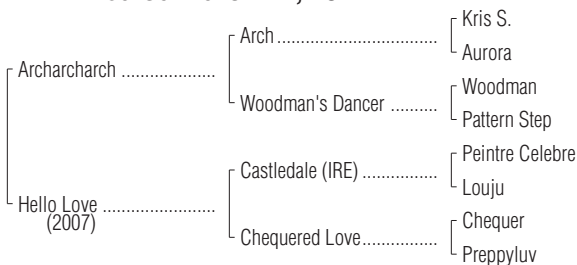 Kris S.
Arch........................................
Aurora
Archarcharch .......................
Woodman
Woodman's Dancer ............
Pattern Step
Peintre Celebre
Castledale (IRE) ...................
Louju
Hello Love ............................
(2007)
Chequer
Chequered Love...................
Preppyluv